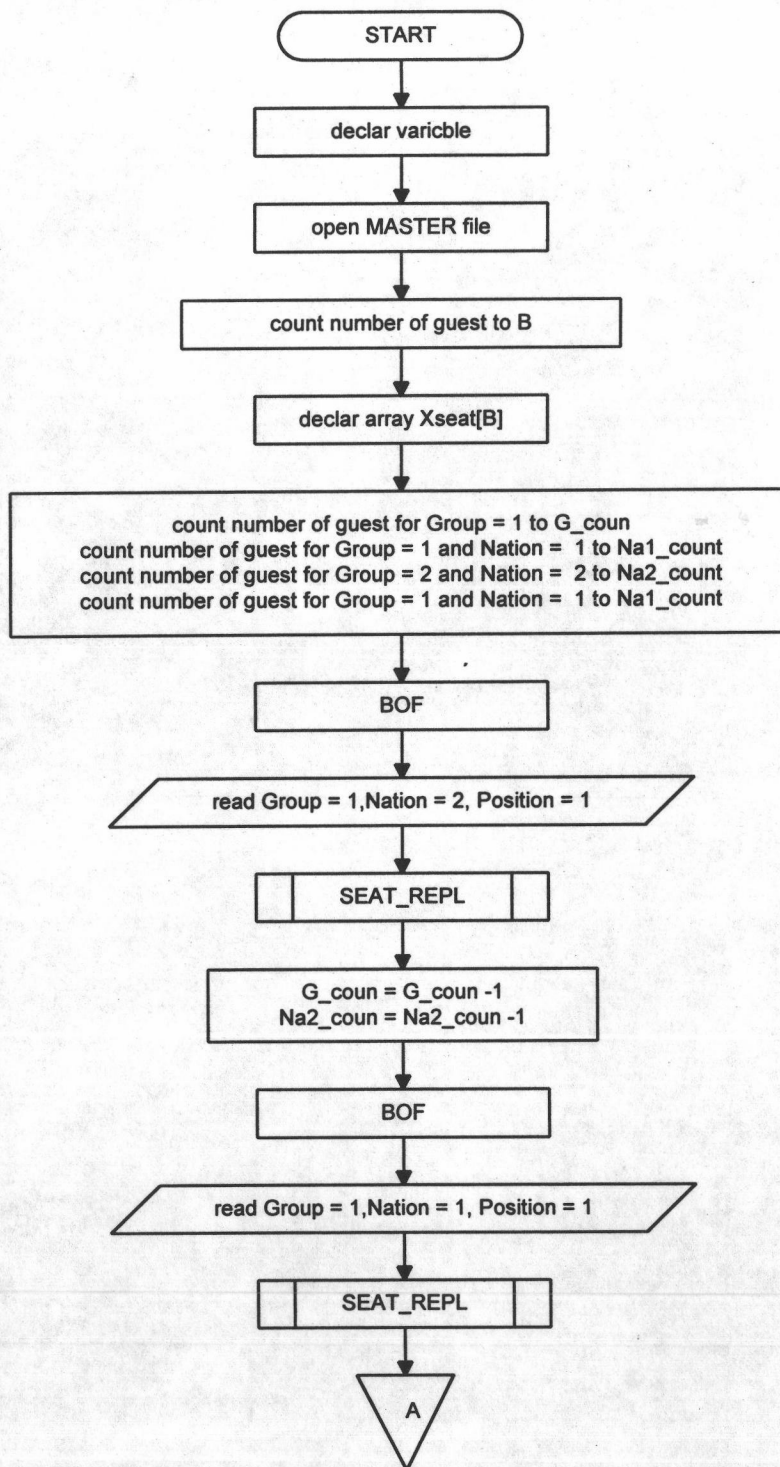 START
declar varicble
open MASTER file
count number of guest to B
declar array Xseat[B]
count number of guest for Group = 1 to G_coun
count number of guest for Group = 1 and Nation = 1 to Na1_count
count number of guest for Group = 2 and Nation = 2 to Na2_count
count number of guest for Group = 1 and Nation = 1 to Na1_count
BOF
read Group = 1,Nation = 2, Position = 1
SEAT_REPL
G_coun = G_coun -1
Na2_coun = Na2_coun -1
BOF
read Group = 1,Nation = 1, Position = 1
SEAT_REPL
A